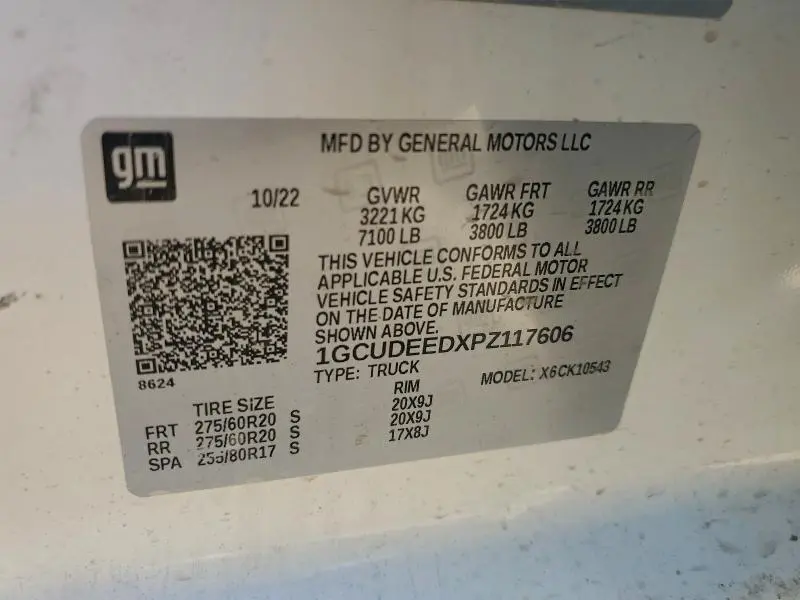 gm
MFD BY GENERAL MOTORS LLC
10/22
GVWR GAWR FRT GAWR RR
3221 KG 1724 KG 1724 KG
7100 LB 3800 LB 3800 LB
THIS VEHICLE CONFORMS TO ALL
APPLICABLE U.S. FEDERAL MOTOR
VEHICLE SAFETY STANDARDS IN EFFECT
ON THE DATE OF MANUFACTURE
SHOWN ABOVE.
1GCUDEEDXPZ117606
TYPE: TRUCK MODEL: X6CK10543
8624
TIRE SIZE RIM
FRT 275/60R20 S 20X9J
RR 275/60R20 S 20X9J
SPA 255/80R17 S 17X8J